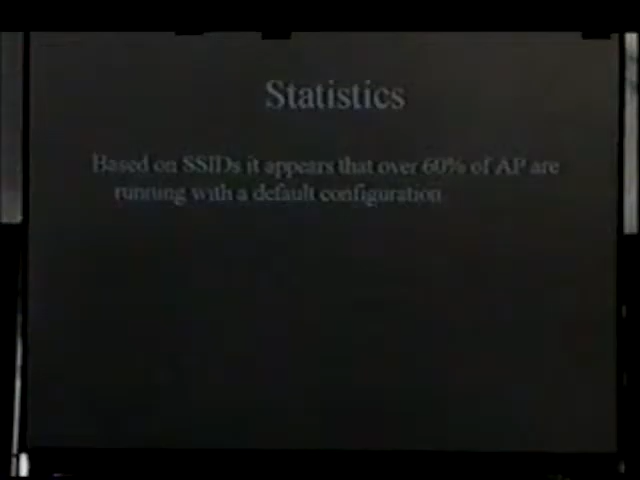 Statistics
Based on SSIDs it appears that over 60% of AP are
running with a default configuration